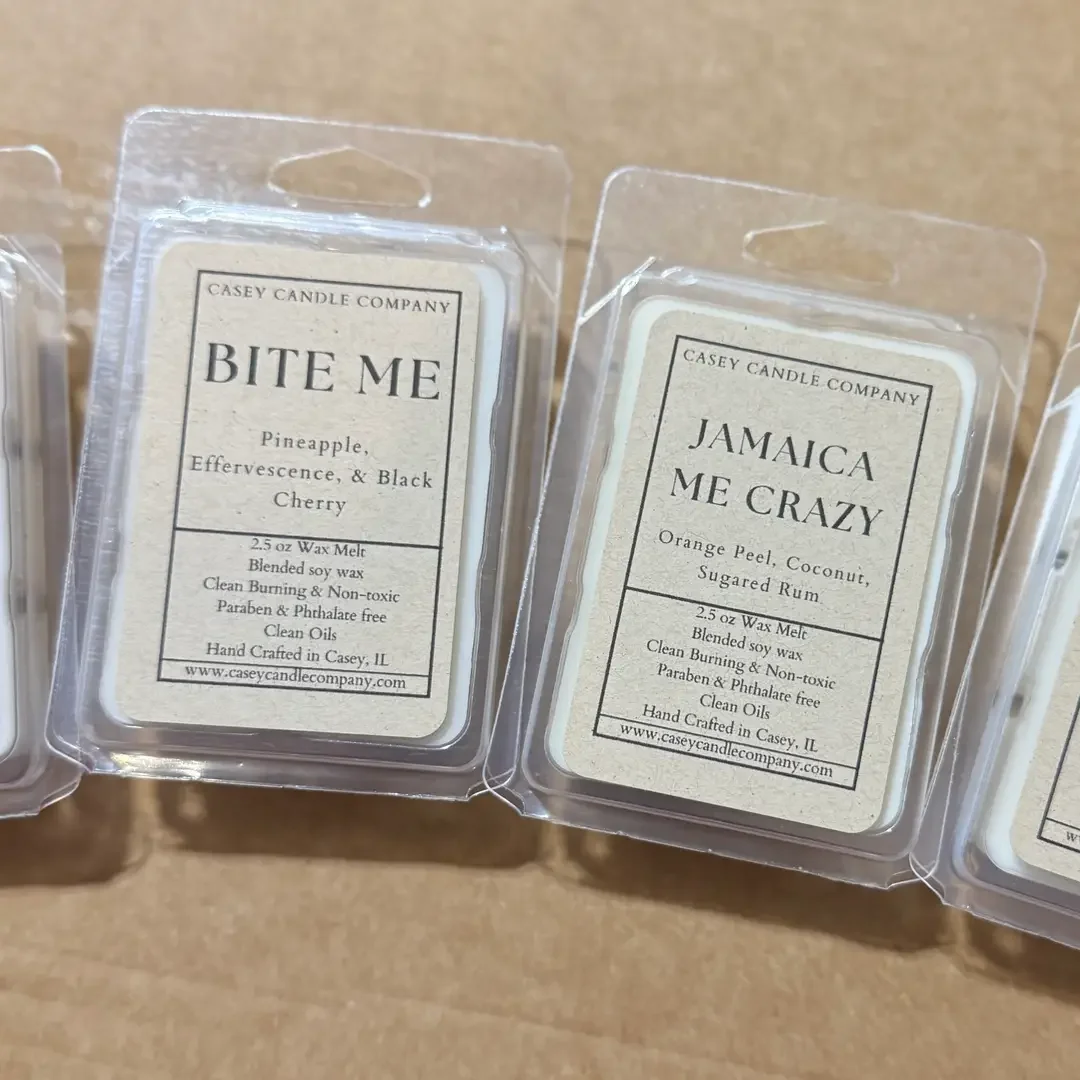 CASEY CANDLE COMPANY
BITE ME
Pineapple,
Effervescence, & Black
Cherry
2.5 oz Wax Melt
Blended soy wax
Clean Burning & Non-toxic
Paraben & Phthalate free
Clean Oils
Hand Crafted in Casey, IL
www.caseycandlecompany.com
CASEY CANDLE COMPANY
JAMAICA
ME CRAZY
Orange Peel, Coconut,
Sugared Rum
2.5 oz Wax Melt
Blended soy wax
Clean Burning & Non-toxic
Paraben & Phthalate free
Clean Oils
Hand Crafted in Casey, IL
www.caseycandlecompany.com